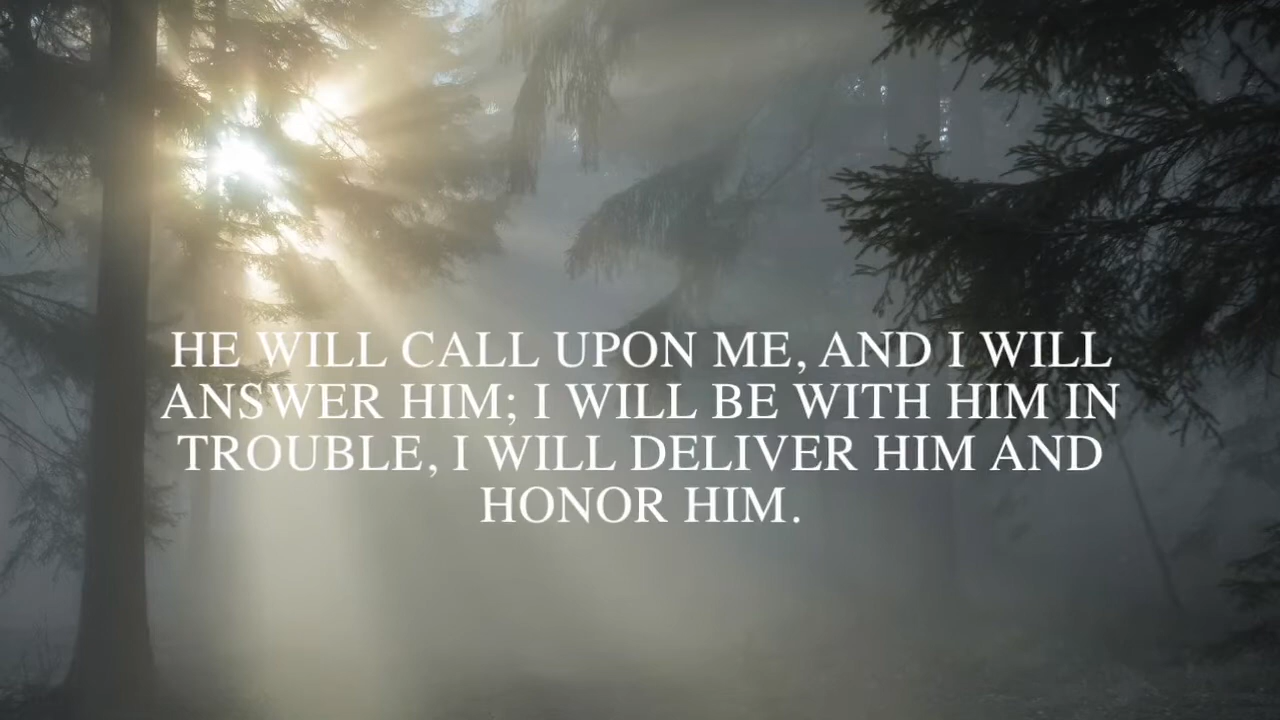 HE WILL CALL UPON ME, AND I WILL
ANSWER HIM; I WILL BE WITH HIM IN
TROUBLE, I WILL DELIVER HIM AND
HONOR HIM.